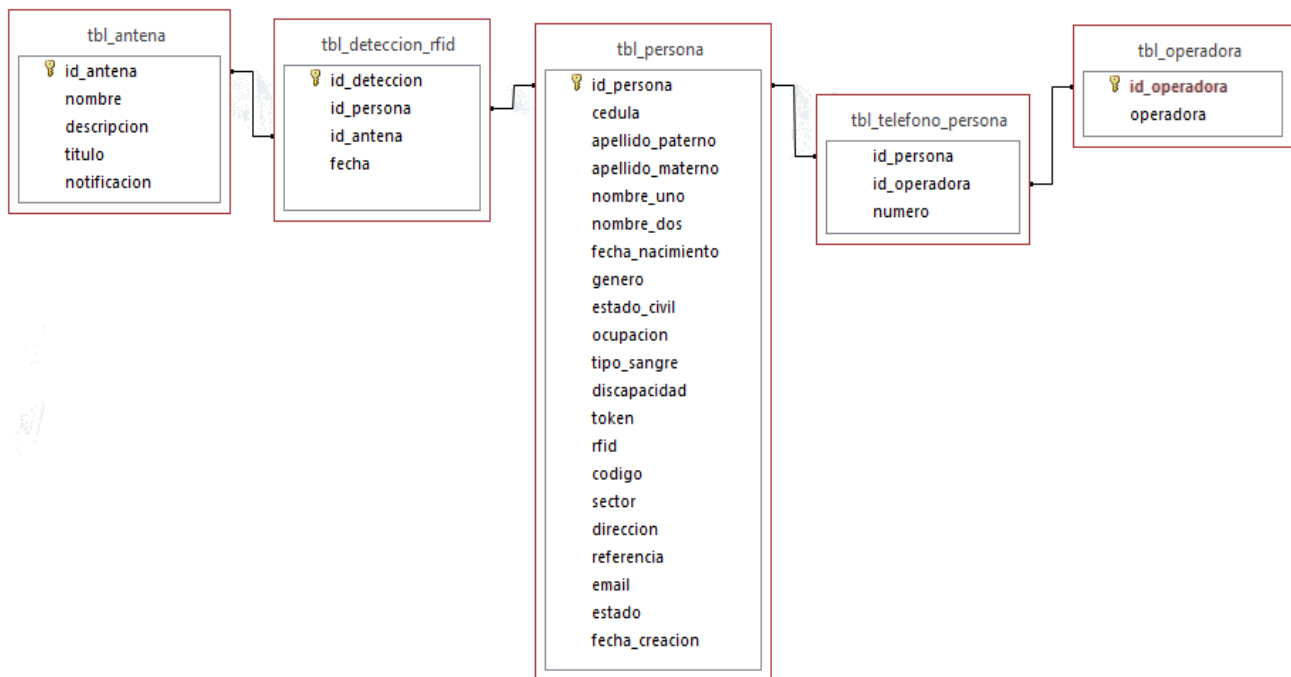 tbl_antena
id_antena
nombre
descripcion
titulo
notificacion
tbl_deteccion_rfid
id_deteccion
id_persona
id_antena
fecha
tbl_persona
id_persona
cedula
apellido_paterno
apellido_materno
nombre_uno
nombre_dos
fecha_nacimiento
genero
estado_civil
ocupacion
tipo_sangre
discapacidad
token
rfid
codigo
sector
direccion
referencia
email
estado
fecha_creacion
tbl_telefono_persona
id_persona
id_operadora
numero
tbl_operadora
id_operadora
operadora